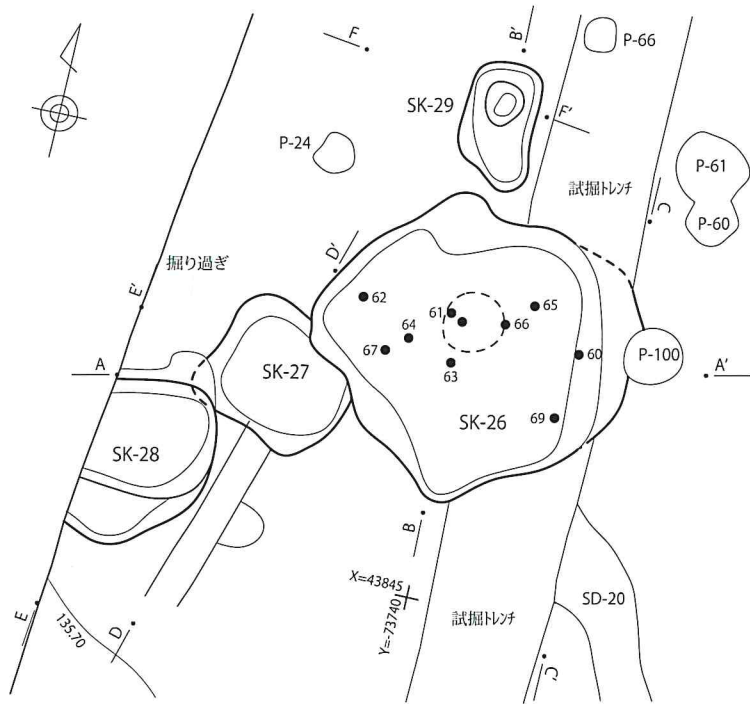 F
B'
P-66
SK-29
F'
P-24
試掘トレンチ
P-61
P-60
C
D'
掘り過ぎ
E'
62
61
65
64
66
67
63
60
P-100
A
A'
SK-27
69
SK-26
SK-28
B
X=43845
Y=-73740
SD-20
試掘トレンチ
E
D
135.70
C'